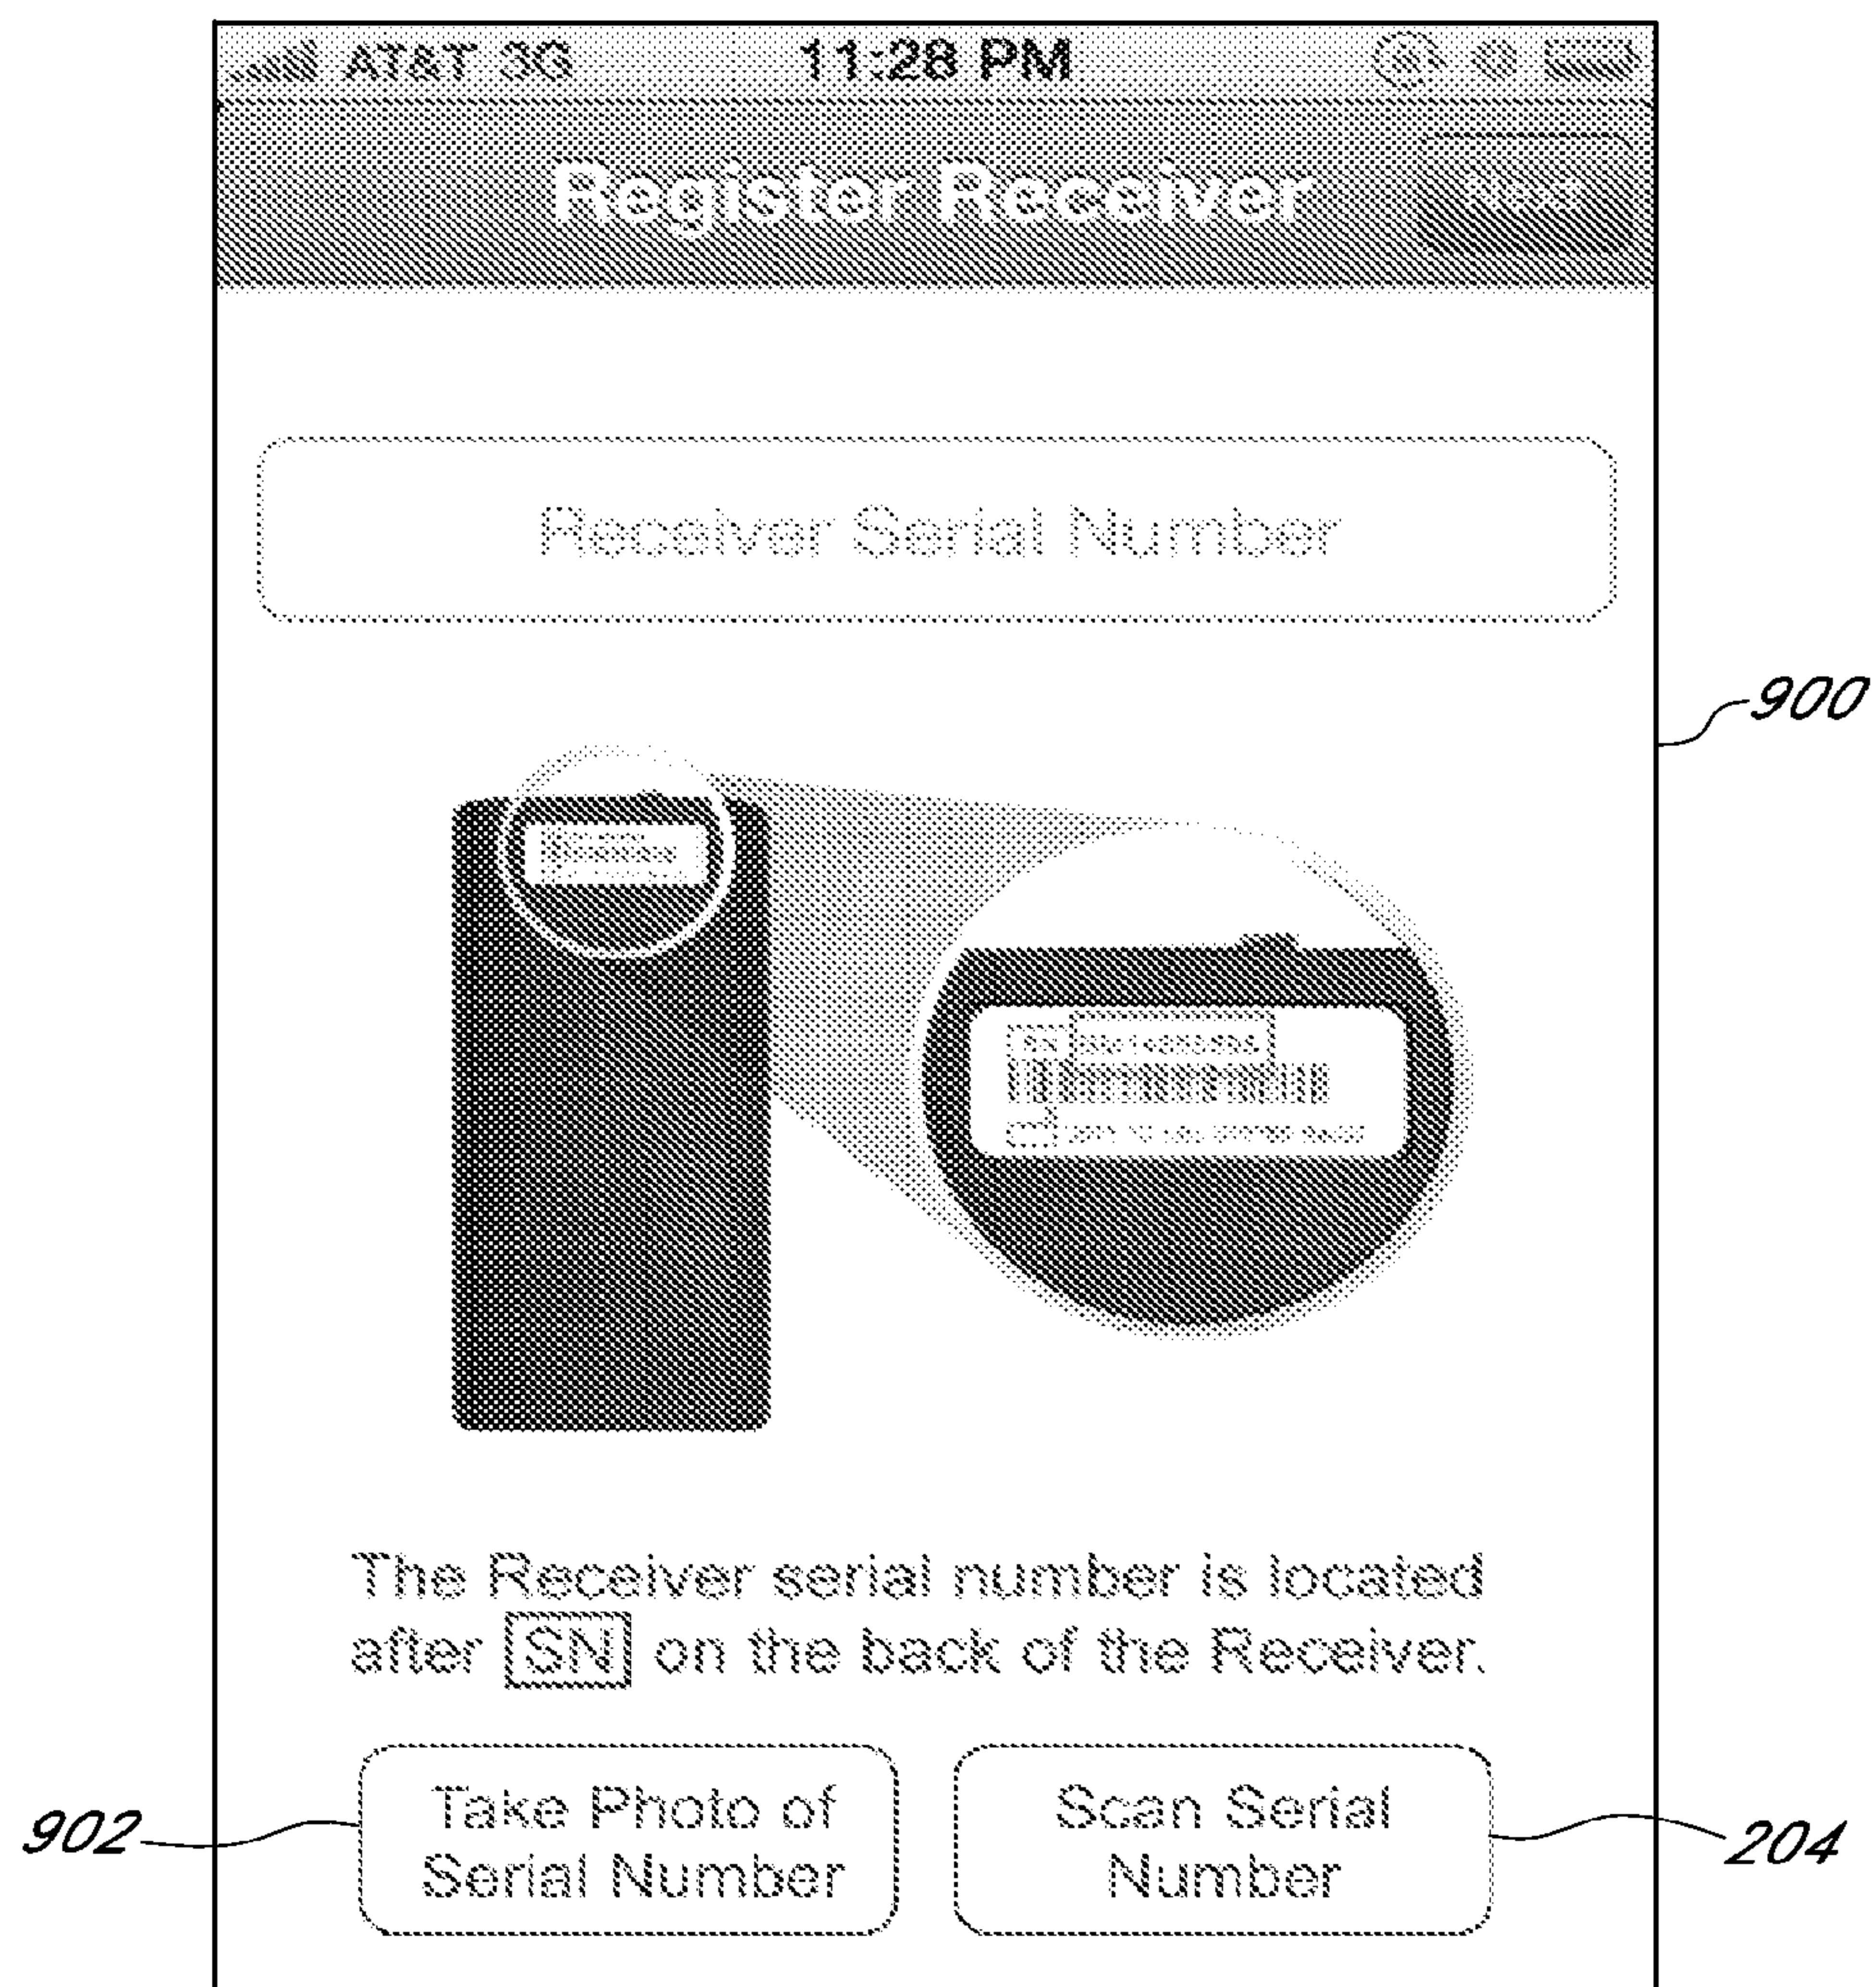 AT&T 3G 11:28 PM
Register Receiver Next
Receiver Serial Number
900
The Receiver serial number is located
after SN on the back of the Receiver.
Take Photo of
Serial Number
Scan Serial
Number
902
204